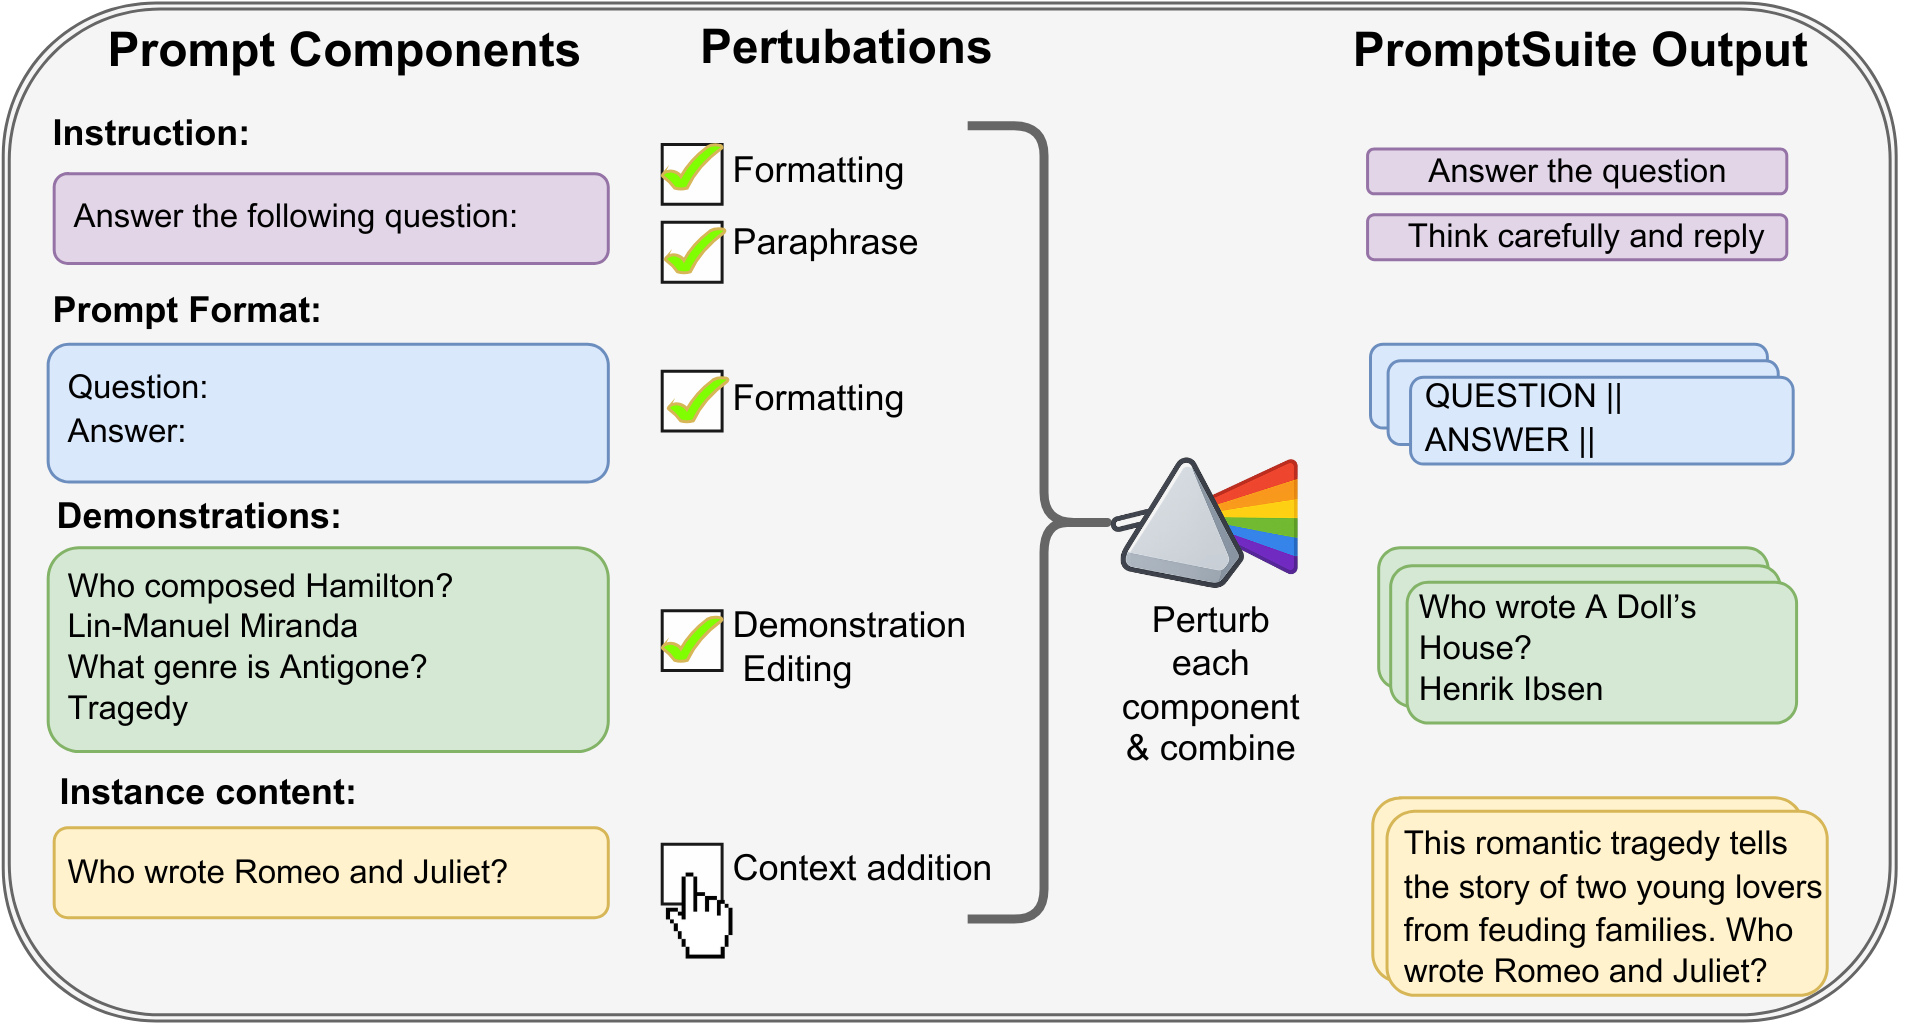 Prompt Components
Pertubations
PromptSuite Output
Instruction:
Answer the following question:
Formatting
Paraphrase
Answer the question
Think carefully and reply
Prompt Format:
Question:
Answer:
Formatting
QUESTION ||
ANSWER ||
Demonstrations:
Who composed Hamilton?
Lin-Manuel Miranda
What genre is Antigone?
Tragedy
Demonstration
Editing
Perturb
each
component
& combine
Who wrote A Doll’s
House?
Henrik Ibsen
Instance content:
Who wrote Romeo and Juliet?
Context addition
This romantic tragedy tells
the story of two young lovers
from feuding families. Who
wrote Romeo and Juliet?